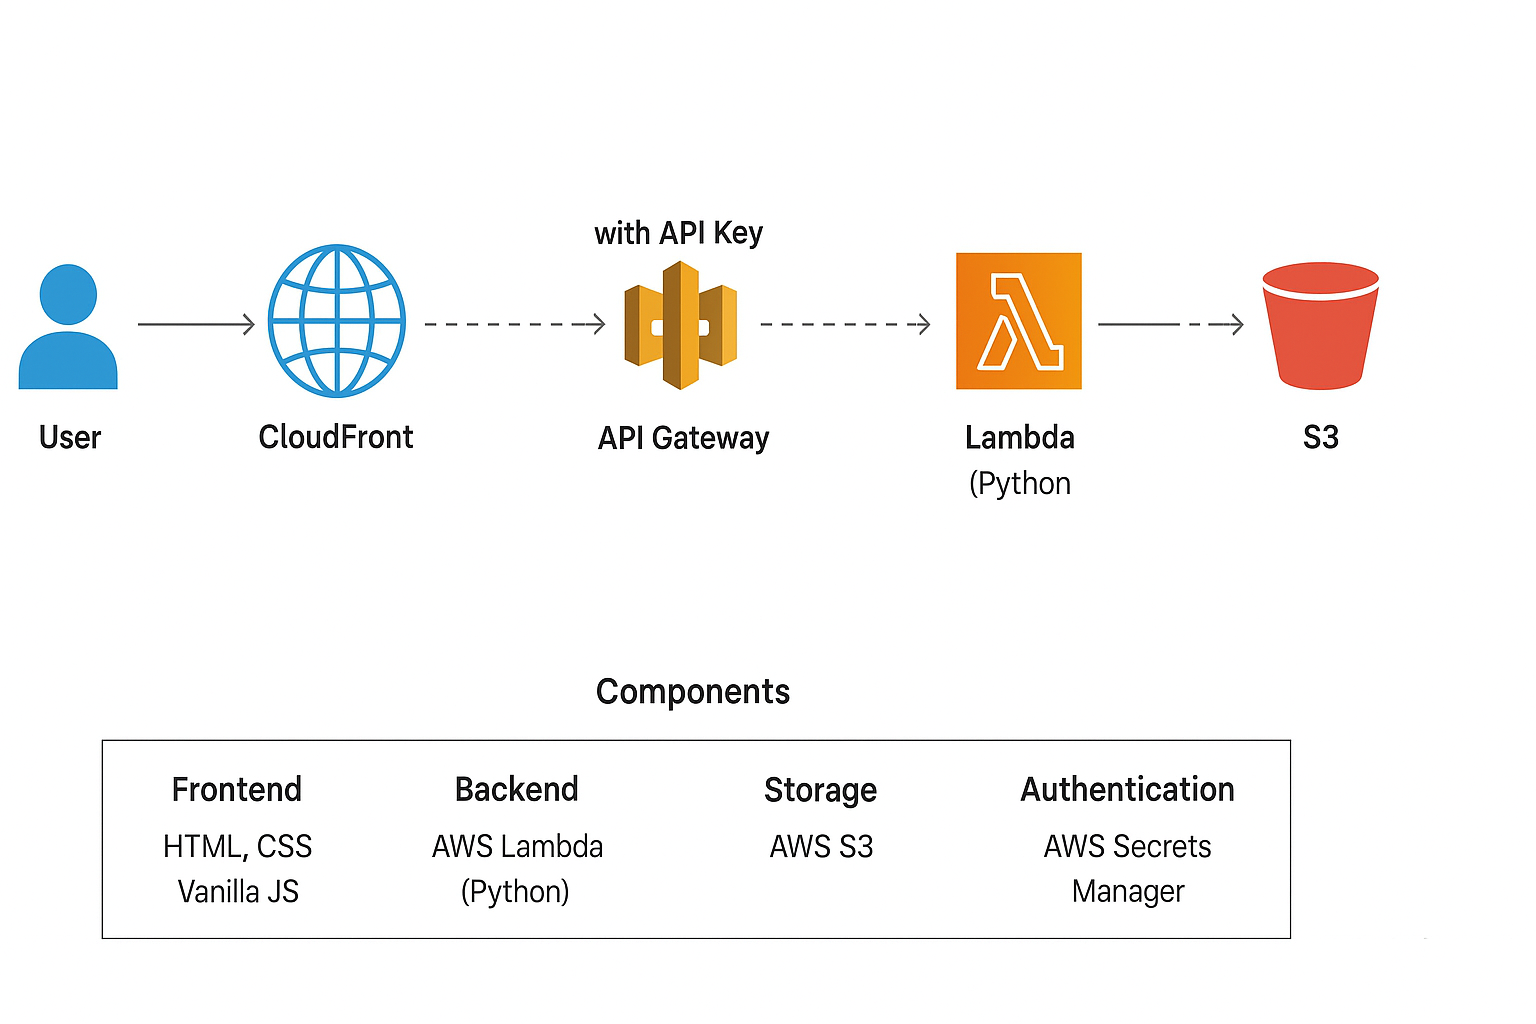 with API Key
User
CloudFront
API Gateway
Lambda
(Python
S3
Components
Frontend
HTML, CSS
Vanilla JS
Backend
AWS Lambda
(Python)
Storage
AWS S3
Authentication
AWS Secrets
Manager